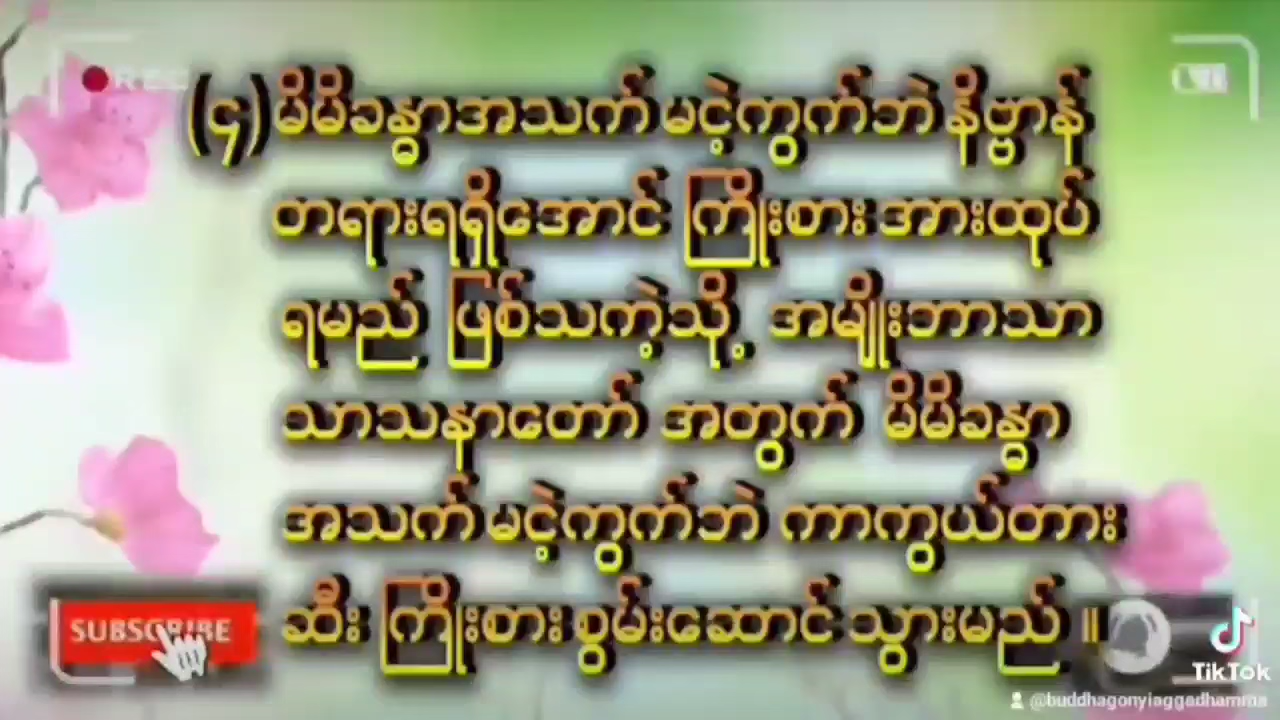 REC
(၄) မိမိခန္ဓာအသက် မငဲ့ကွက်ဘဲ နိဗ္ဗာန်
တရားရရှိအောင် ကြိုးစား အားထုပ်
ရမည် ဖြစ်သကဲ့သို့ အမျိုးဘာသာ
သာသနာတော် အတွက် မိမိခန္ဓာ
အသက် မငဲ့ကွက်ဘဲ ကာကွယ်တား
ဆီး ကြိုးစား စွမ်းဆောင် သွားမည် ။
SUBSCRIBE
TikTok
@buddhagonyiaggadhamma